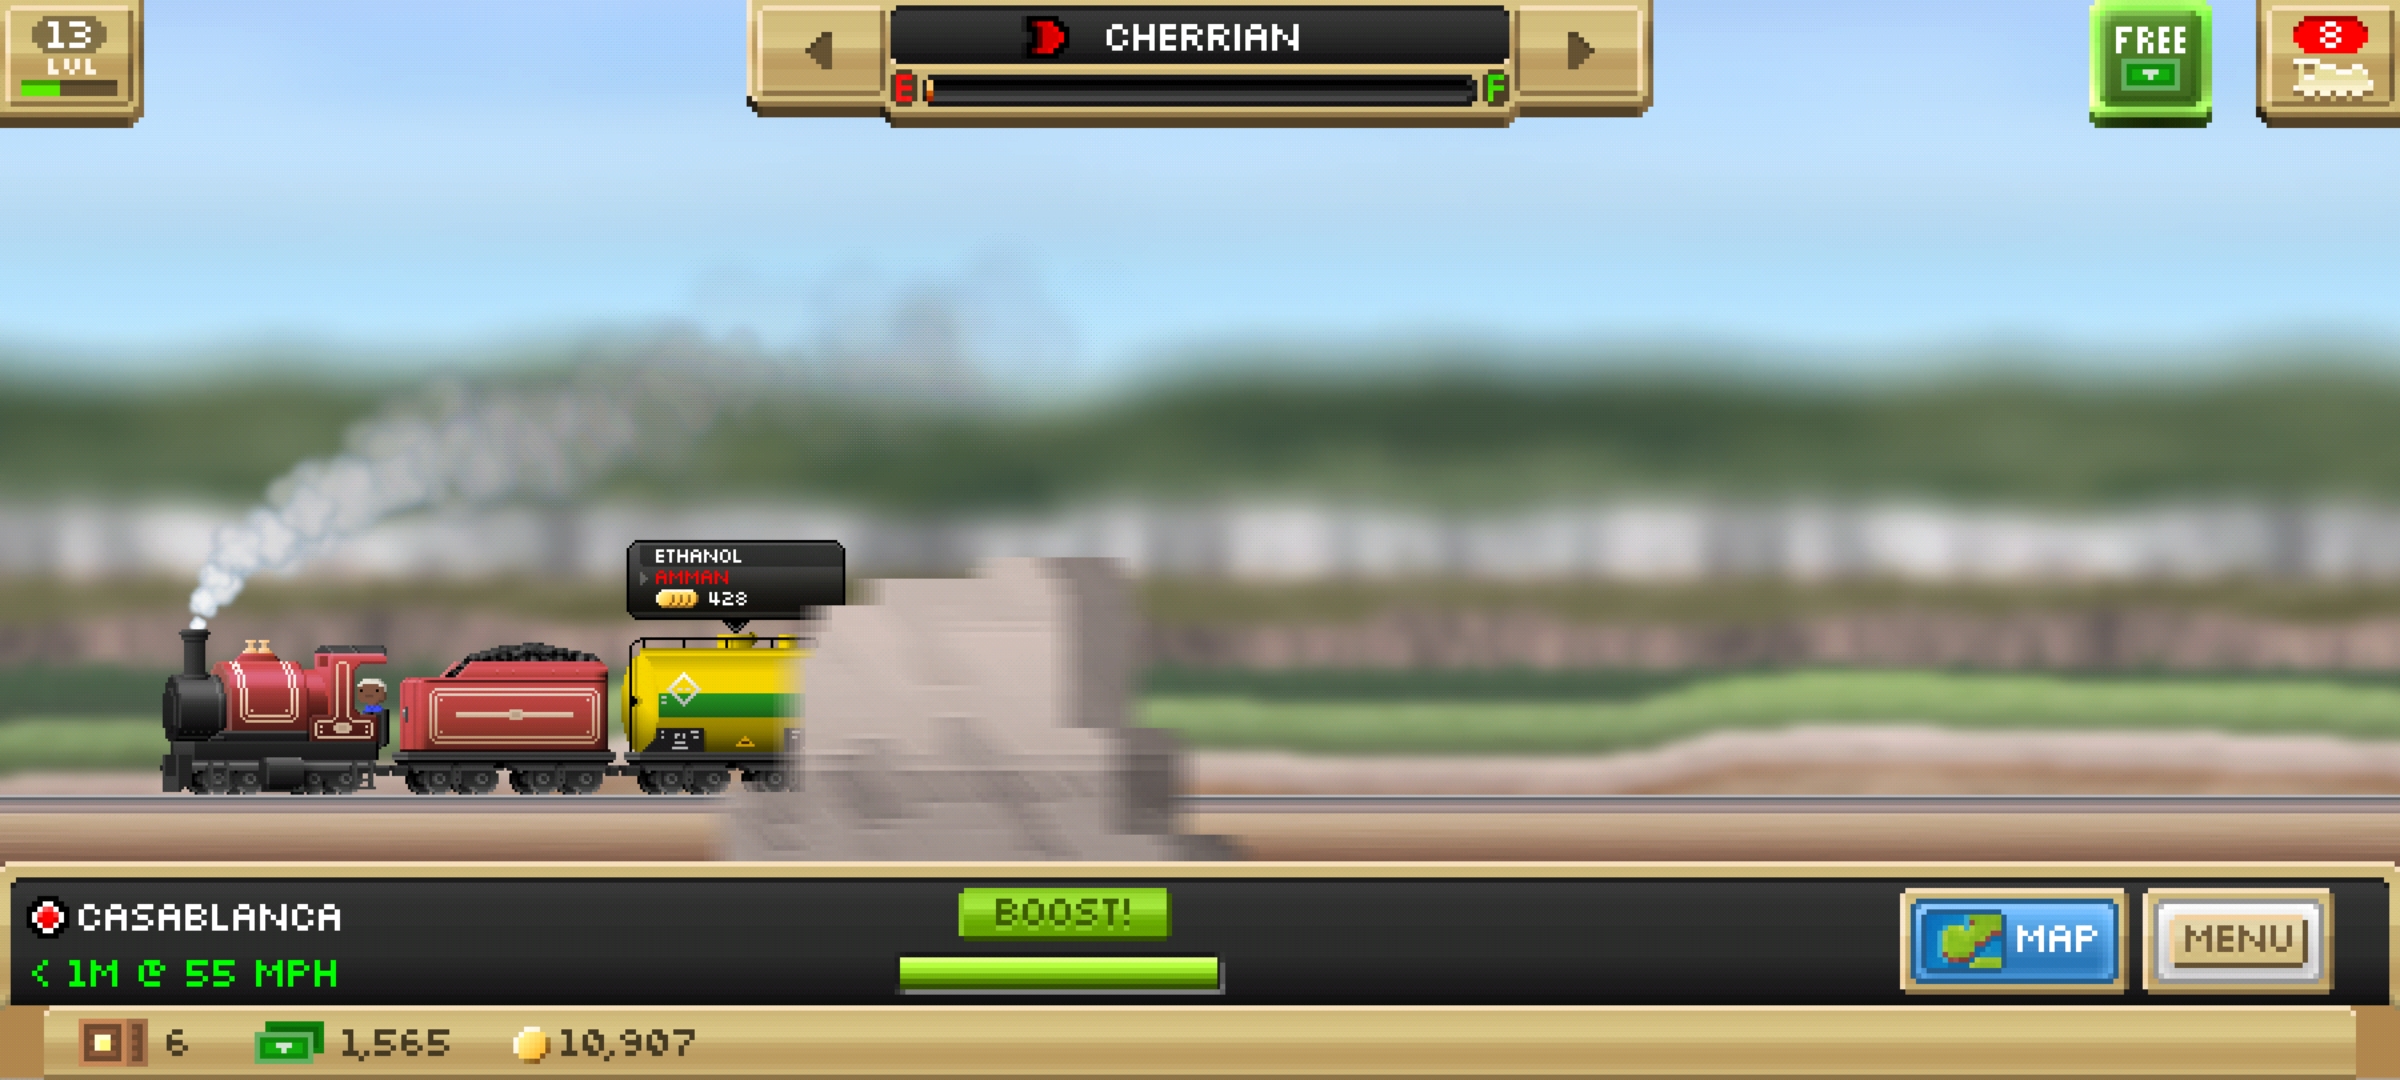 13
LVL
CHERRIAN
E F
FREE
8
ETHANOL
AMMAN
428
CASABLANCA
< 1M @ 55 MPH
BOOST!
MAP
MENU
6
1,565
10,907